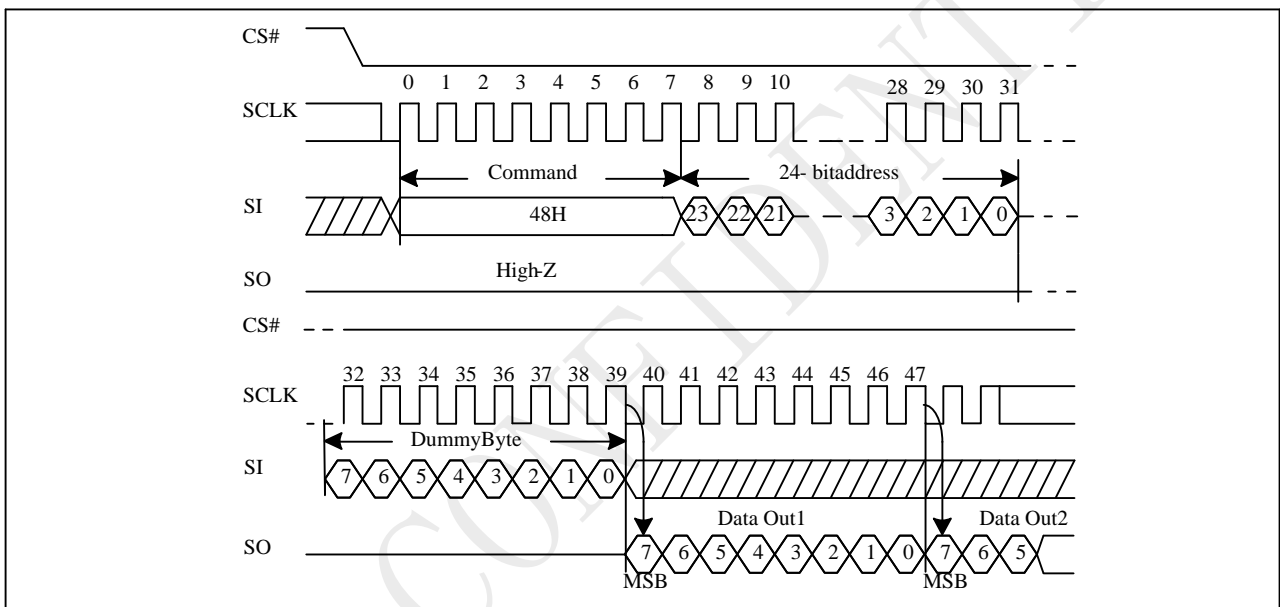 CS#
0 1 2 3 4 5 6 7 8 9 10 28 29 30 31
SCLK
Command 24- bitaddress
SI 48H 23 22 21 3 2 1 0
High-Z
SO
CS#
32 33 34 35 36 37 38 39 40 41 42 43 44 45 46 47
SCLK
DummyByte
SI 7 6 5 4 3 2 1 0
Data Out1 Data Out2
SO 7 6 5 4 3 2 1 0 7 6 5
MSB MSB
CONFIDENT